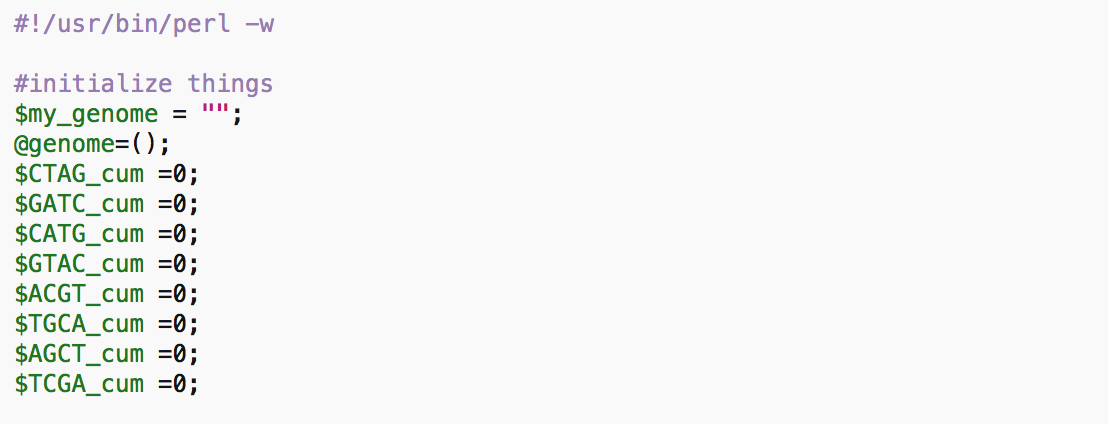 #!/usr/bin/perl -w
#initialize things
$my_genome = "";
@genome=();
$CTAG_cum =0;
$GATC_cum =0;
$CATG_cum =0;
$GTAC_cum =0;
$ACGT_cum =0;
$TGCA_cum =0;
$AGCT_cum =0;
$TCGA_cum =0;